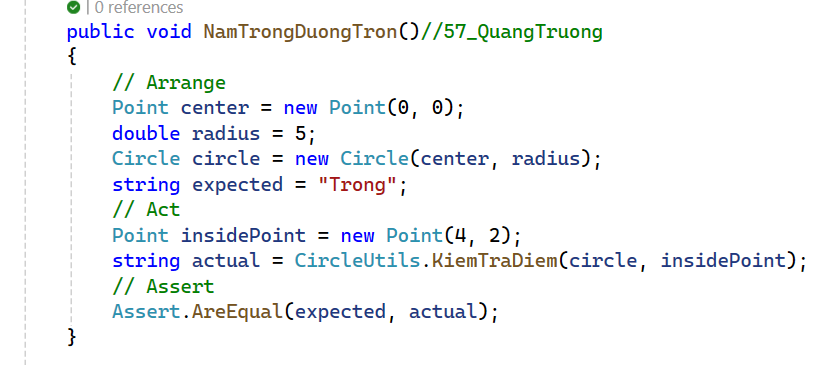 | 0 references
public void NamTrongDuongTron()//57_QuangTruong
{
// Arrange
Point center = new Point(0, 0);
double radius = 5;
Circle circle = new Circle(center, radius);
string expected = "Trong";
// Act
Point insidePoint = new Point(4, 2);
string actual = CircleUtils.KiemTraDiem(circle, insidePoint);
// Assert
Assert.AreEqual(expected, actual);
}